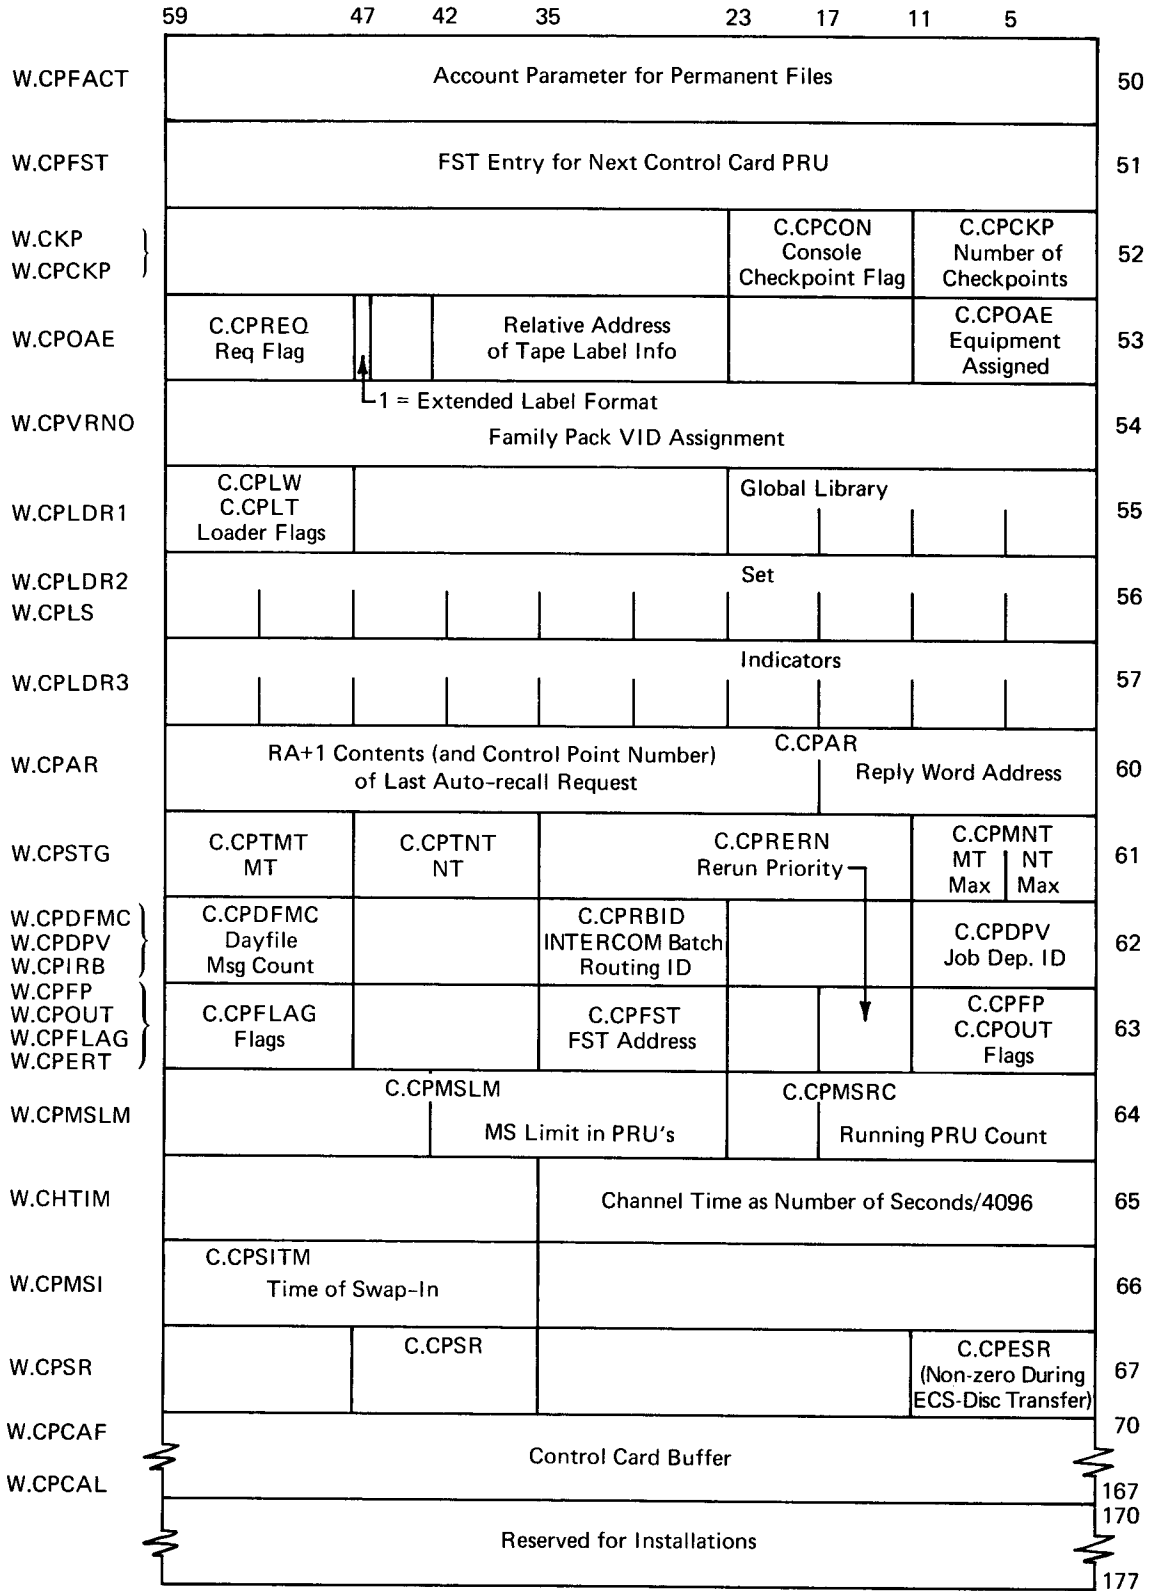 59 47 42 35 23 17 11 5
W.CPFACT Account Parameter for Permanent Files 50
W.CPFST FST Entry for Next Control Card PRU 51
W.CKP
W.CPCKP
C.CPCON
Console
Checkpoint Flag
C.CPCKP
Number of
Checkpoints
52
W.CPOAE
C.CPREQ
Req Flag
Relative Address
of Tape Label Info
C.CPOAE
Equipment
Assigned
53
1 = Extended Label Format
W.CPVRNO
Family Pack VID Assignment
54
W.CPLDR1
C.CPLW
C.CPLT
Loader Flags
Global Library
55
W.CPLDR2
W.CPLS
Set
56
W.CPLDR3
Indicators
57
W.CPAR
RA+1 Contents (and Control Point Number)
of Last Auto-recall Request
C.CPAR
Reply Word Address
60
W.CPSTG
C.CPTMT
MT
C.CPTNT
NT
C.CPRERN
Rerun Priority
C.CPMNT
MT NT
Max Max
61
W.CPDFMC
W.CPDPV
W.CPIRB
C.CPDFMC
Dayfile
Msg Count
C.CPRBID
INTERCOM Batch
Routing ID
C.CPDPV
Job Dep. ID
62
W.CPFP
W.CPOUT
W.CPFLAG
W.CPERT
C.CPFLAG
Flags
C.CPFST
FST Address
C.CPFP
C.CPOUT
Flags
63
W.CPMSLM
C.CPMSLM
MS Limit in PRU's
C.CPMSRC
Running PRU Count
64
W.CHTIM
Channel Time as Number of Seconds/4096
65
W.CPMSI
C.CPSITM
Time of Swap-In
66
W.CPSR
C.CPSR
C.CPESR
(Non-zero During
ECS-Disc Transfer)
67
W.CPCAF
70
Control Card Buffer
W.CPCAL
167
170
Reserved for Installations
177